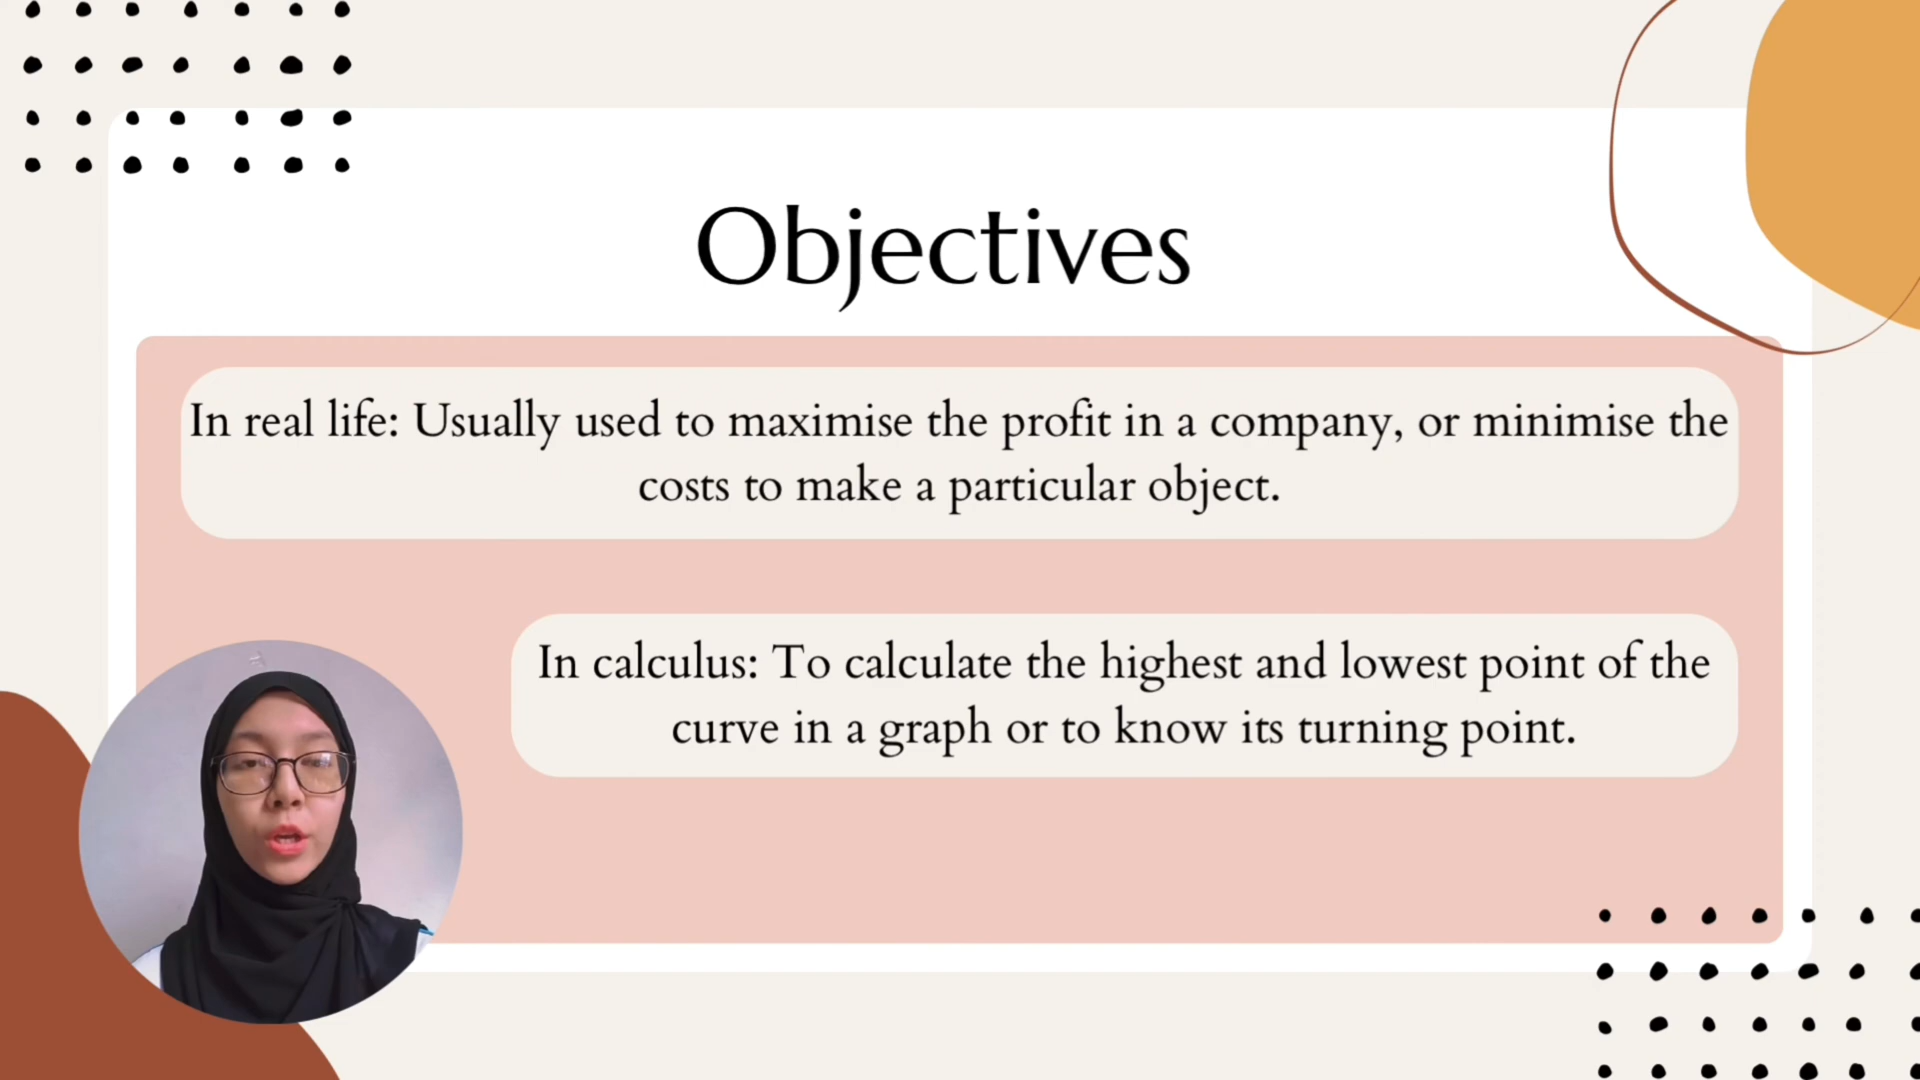 Objectives
In real life: Usually used to maximise the profit in a company, or minimise the
costs to make a particular object.
In calculus: To calculate the highest and lowest point of the
curve in a graph or to know its turning point.